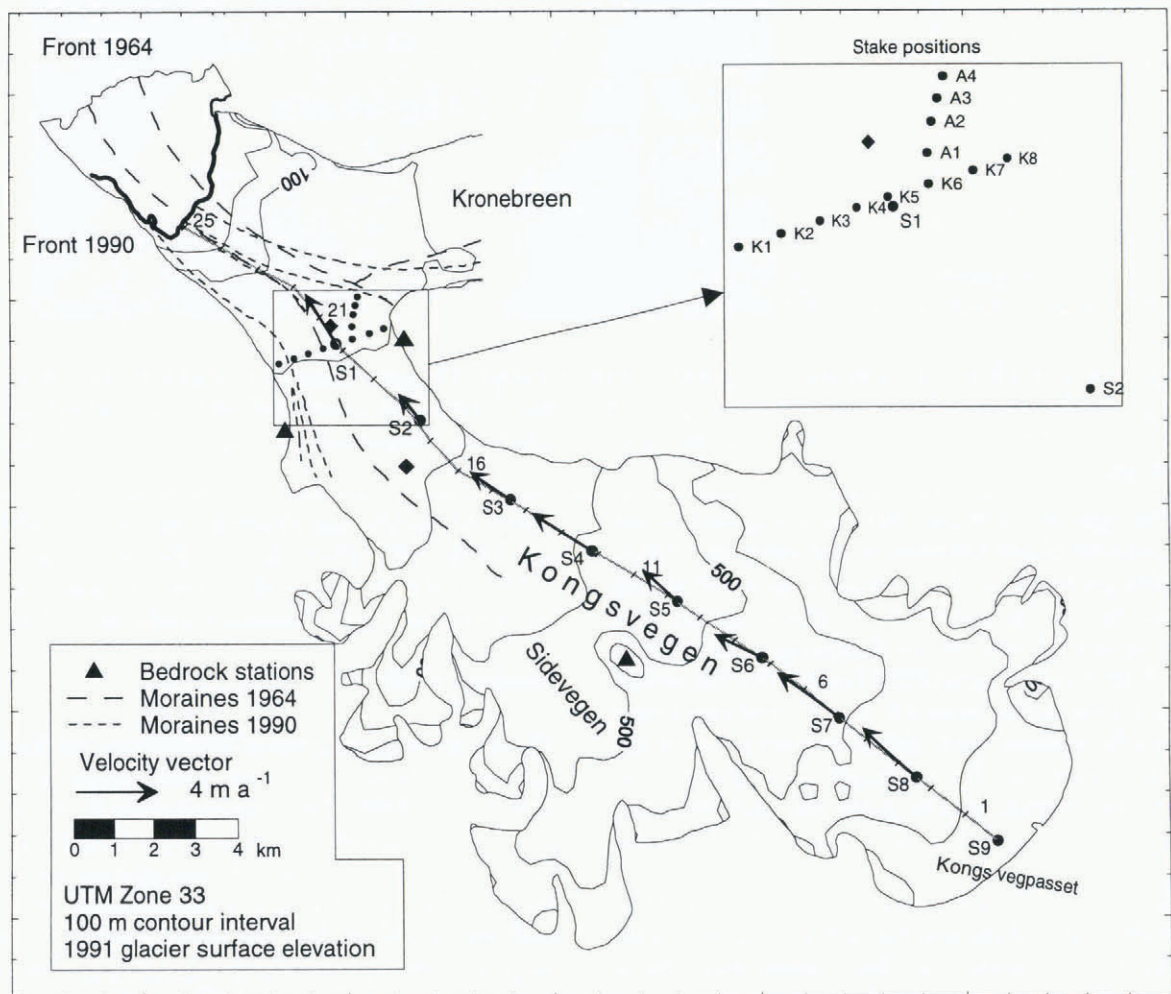 Front 1964
Stake positions
A4
A3
A2
A1
K8
K7
K6
K5
K4
S1
K3
K2
K1
S2
100
Kronebreen
25
Front 1990
21
S1
S2
16
S3
S4
11
500
S5
Kongsvegen
S6
Sidevegen
6
500
S7
S8
1
S9
Kongs vegpasset
Bedrock stations
Moraines 1964
Moraines 1990
Velocity vector
4 m a -1
0 1 2 3 4 km
UTM Zone 33
100 m contour interval
1991 glacier surface elevation